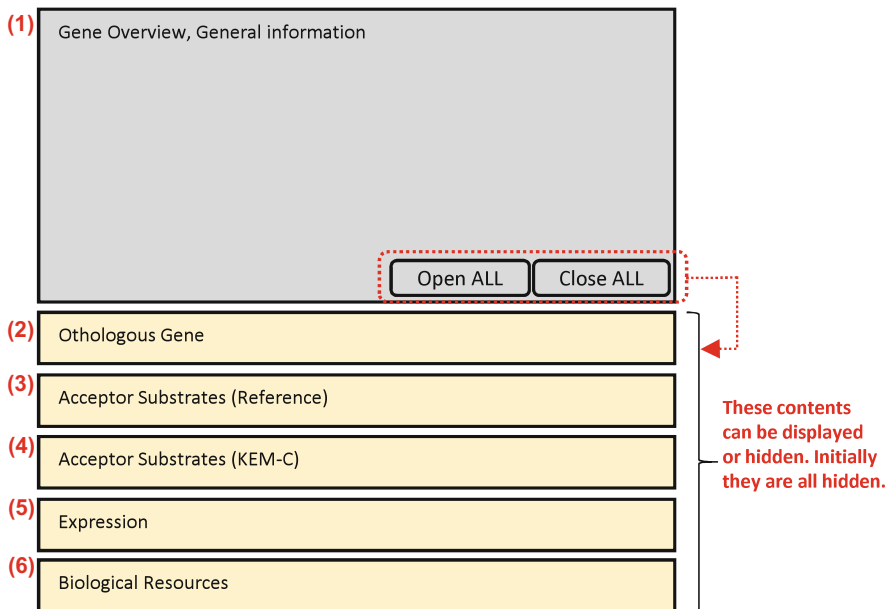 (1)
Gene Overview, General information
Open ALL
Close ALL
(2)
Othologous Gene
(3)
Acceptor Substrates (Reference)
(4)
Acceptor Substrates (KEM-C)
(5)
Expression
(6)
Biological Resources
These contents
can be displayed
or hidden. Initially
they are all hidden.